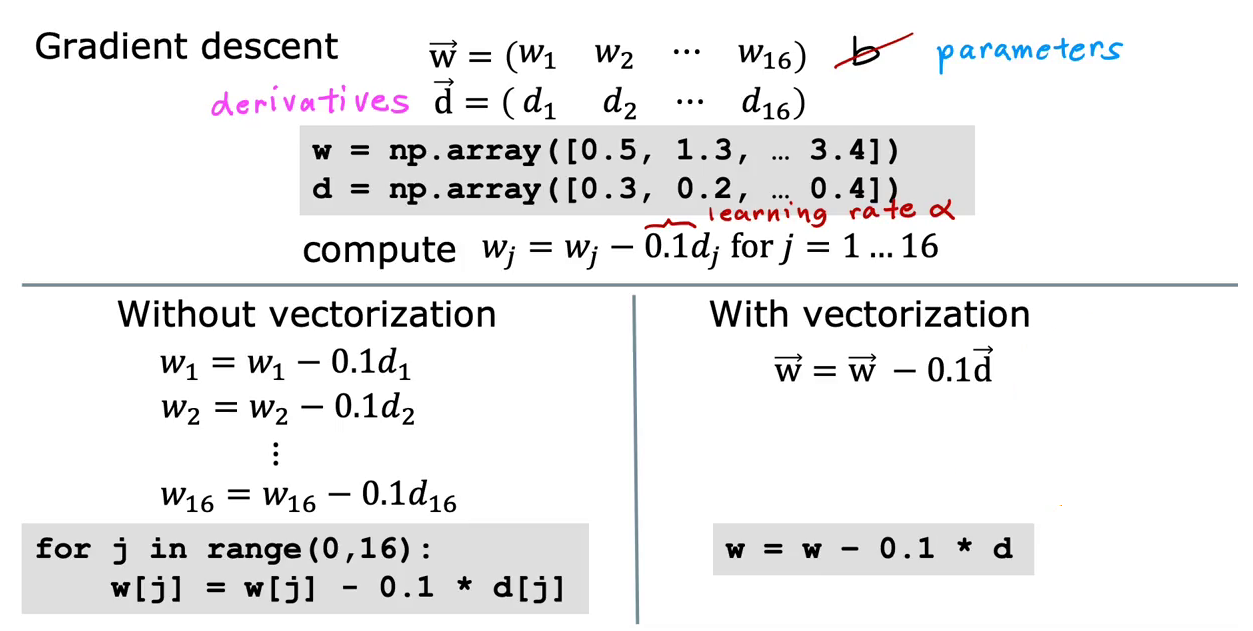 Gradient descent w⃗ = (w₁ w₂ ⋯ w₁₆) b parameters
derivatives d⃗ = ( d₁ d₂ ⋯ d₁₆)
w = np.array([0.5, 1.3, … 3.4])
d = np.array([0.3, 0.2, … 0.4])
learning rate α
compute wⱼ = wⱼ − 0.1dⱼ for j = 1 … 16
Without vectorization
w₁ = w₁ − 0.1d₁
w₂ = w₂ − 0.1d₂
⋮
w₁₆ = w₁₆ − 0.1d₁₆
for j in range(0,16):
    w[j] = w[j] - 0.1 * d[j]
With vectorization
w⃗ = w⃗ − 0.1d⃗
w = w - 0.1 * d